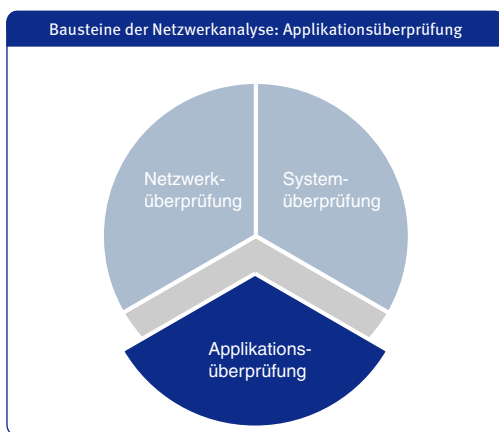 Bausteine der Netzwerkanalyse: Applikationsüberprüfung
Netzwerk-
überprüfung
System-
überprüfung
Applikations-
überprüfung